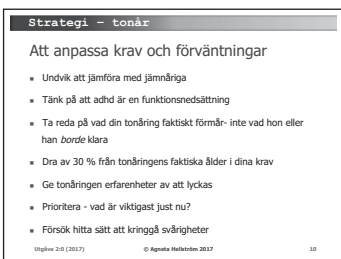 Strategi – tonår
Att anpassa krav och förväntningar
Undvik att jämföra med jämnåriga
Tänk på att adhd är en funktionsnedsättning
Ta reda på vad din tonåring faktiskt förmår- inte vad hon eller
han borde klara
Dra av 30 % från tonåringens faktiska ålder i dina krav
Ge tonåringen erfarenheter av att lyckas
Prioritera - vad är viktigast just nu?
Försök hitta sätt att kringgå svårigheter
Utgåva 2:0 (2017) © Agneta Hellström 2017 10